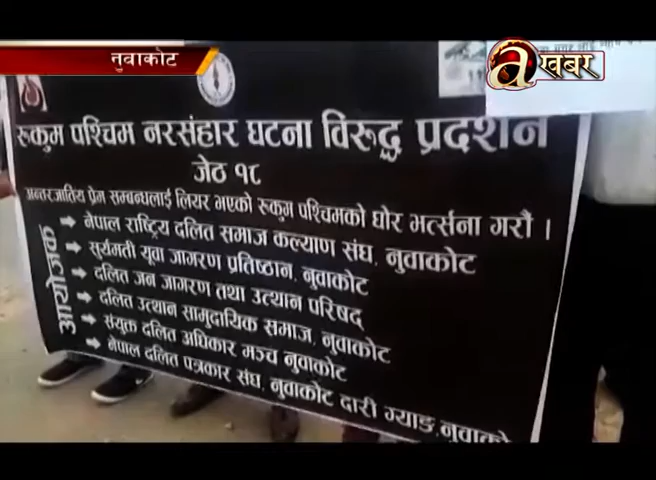 नुवाकोट
a खबर
रुकुम पश्चिम नरसंहार घटना विरुद्ध प्रदर्शन
जेठ १८
अन्तरजातिय प्रेम सम्बन्धलाई लियर भएको रुकुम पश्चिमको घोर भर्त्सना गरौं ।
आयोजक
नेपाल राष्ट्रिय दलित समाज कल्याण संघ, नुवाकोट
सुर्यमती युवा जागरण प्रतिष्ठान, नुवाकोट
दलित जन जागरण तथा उत्थान परिषद्
दलित उत्थान सामुदायिक समाज, नुवाकोट
संयुक्त दलित अधिकार मञ्च नुवाकोट
नेपाल दलित पत्रकार संघ, नुवाकोट दारी ग्याङ, नुवाकोट